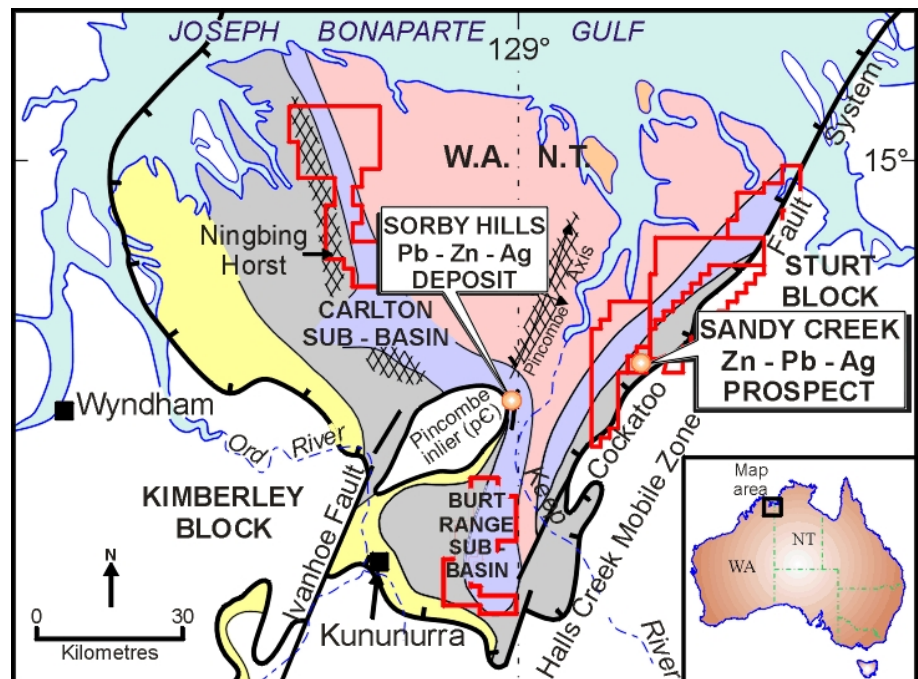 JOSEPH BONAPARTE GULF
129°
System
W.A. N.T.
15°
Ningbing
Horst
SORBY HILLS
Pb - Zn - Ag
DEPOSIT
Axis
Pincombe
Fault
STURT
BLOCK
CARLTON
SUB - BASIN
SANDY CREEK
Zn - Pb - Ag
PROSPECT
Wyndham
Ord River
Pincombe
inlier (pC)
Cockatoo
Keep
River
Halls Creek Mobile Zone
KIMBERLEY
BLOCK
Ivanhoe Fault
BURT
RANGE
SUB -
BASIN
Map
area
WA
NT
N
0 30
Kilometres
Kununurra